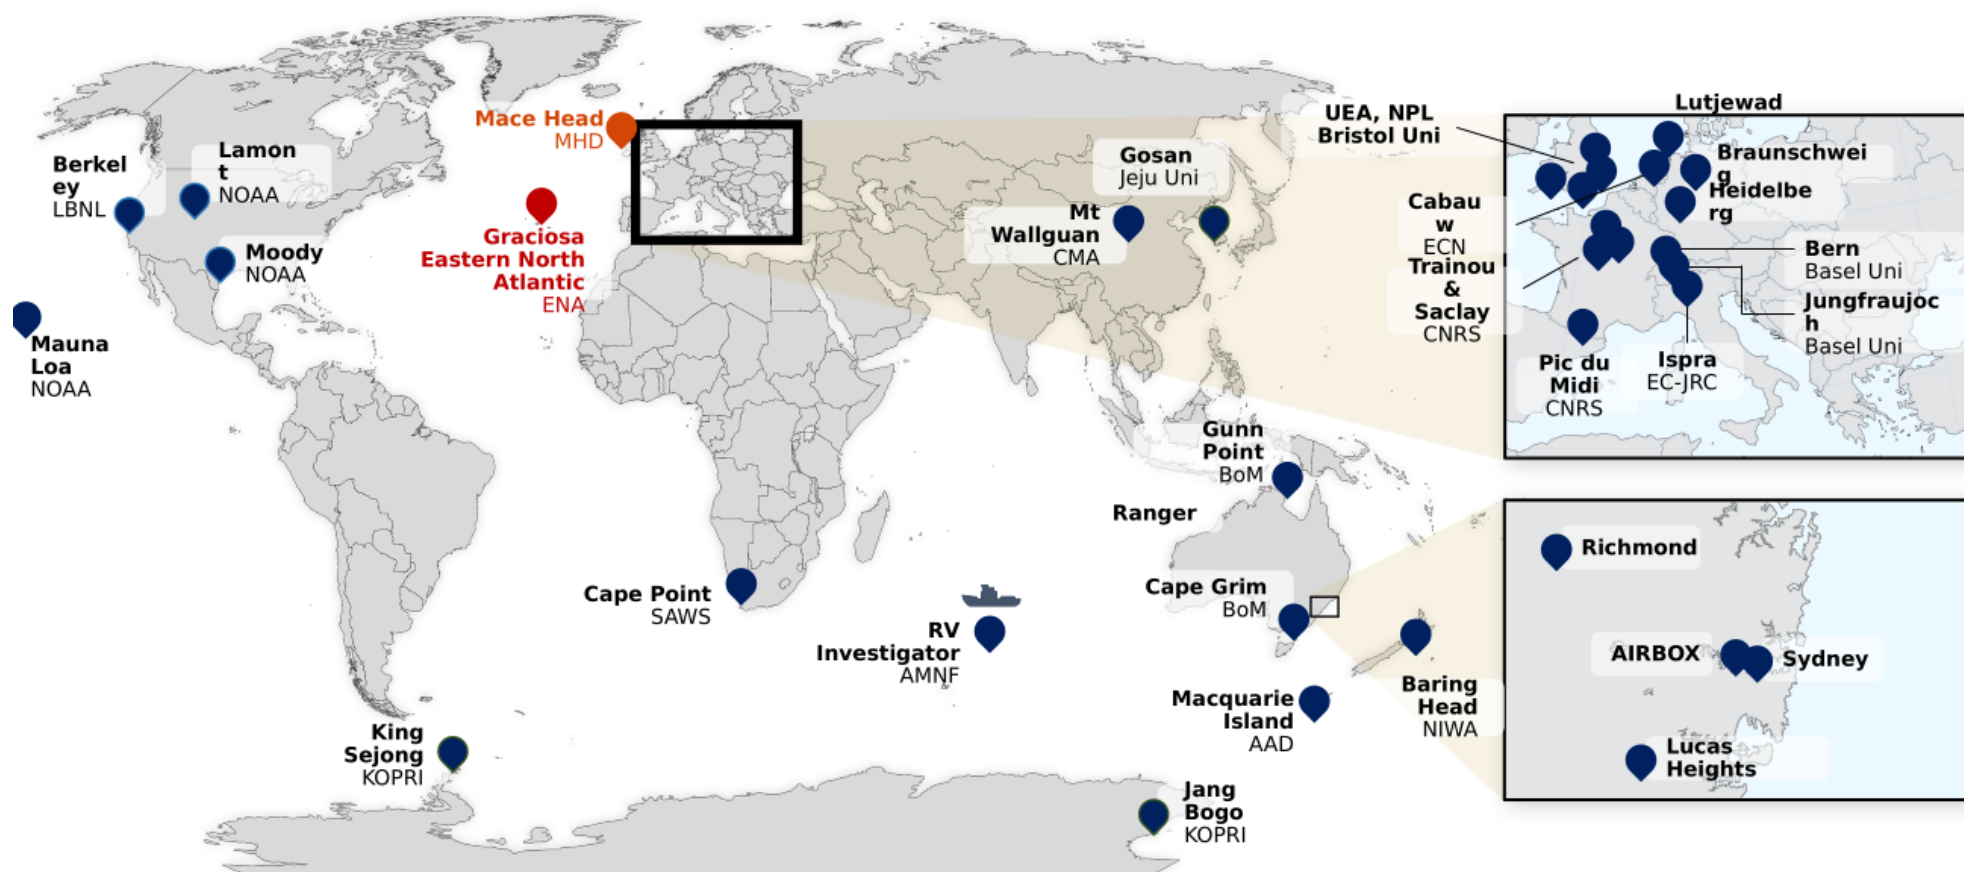 Mace Head
MHD
Berkel
ey
LBNL
Lamon
t
NOAA
Moody
NOAA
Mauna
Loa
NOAA
Graciosa
Eastern North
Atlantic
ENA
Gosan
Jeju Uni
Mt
Wallguan
CMA
UEA, NPL
Bristol Uni
Lutjewad
Braunschwei
g
Heidelbe
rg
Cabau
w
ECN
Trainou
&
Saclay
CNRS
Bern
Basel Uni
Jungfraujoc
h
Basel Uni
Pic du
Midi
CNRS
Ispra
EC-JRC
Gunn
Point
BoM
Ranger
Cape Grim
BoM
Cape Point
SAWS
RV
Investigator
AMNF
Macquarie
Island
AAD
Baring
Head
NIWA
King
Sejong
KOPRI
Jang
Bogo
KOPRI
Richmond
AIRBOX
Sydney
Lucas
Heights